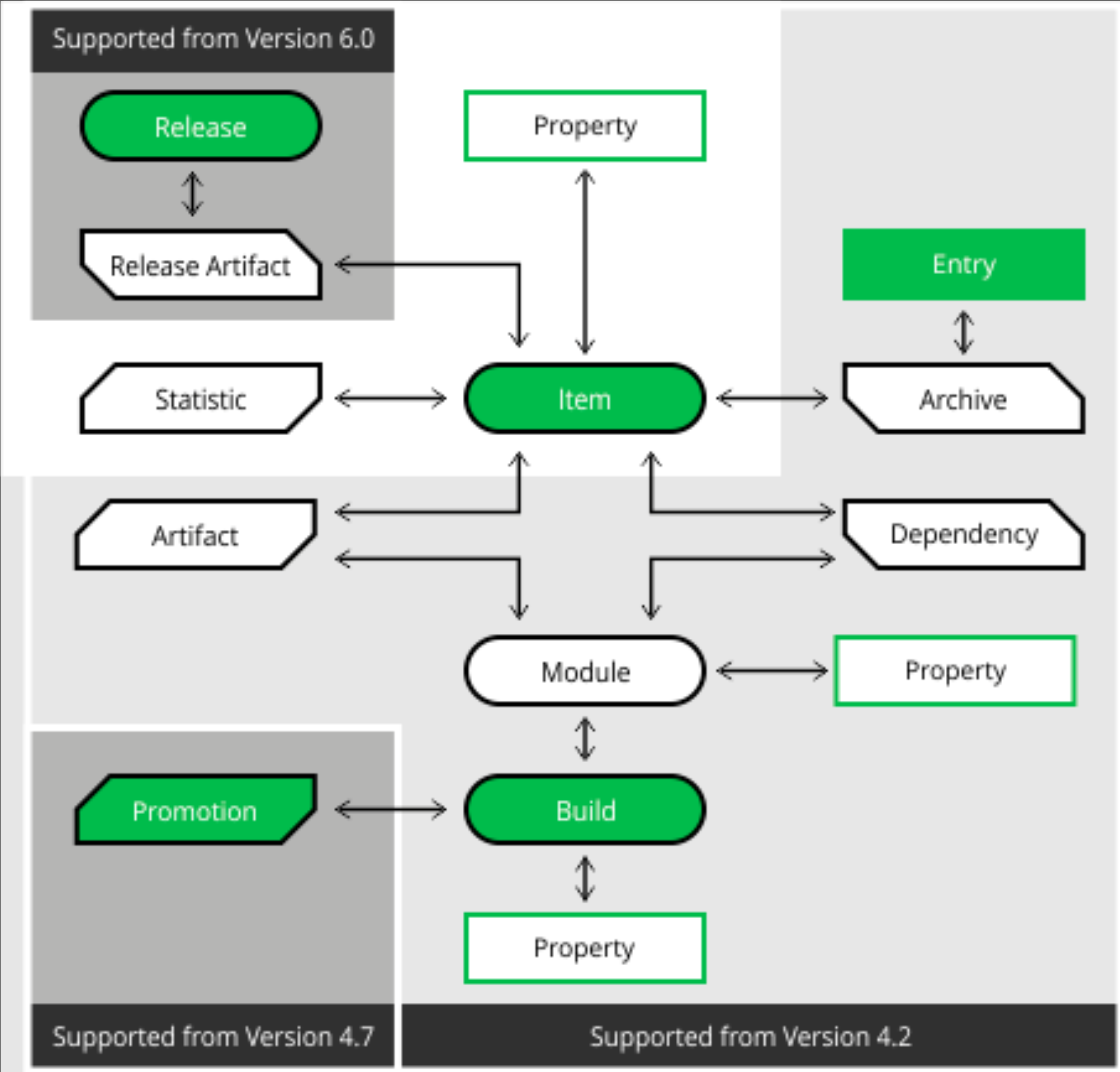 Supported from Version 6.0
Release
Property
Release Artifact
Entry
Statistic
Item
Archive
Artifact
Dependency
Module
Property
Promotion
Build
Property
Supported from Version 4.7
Supported from Version 4.2